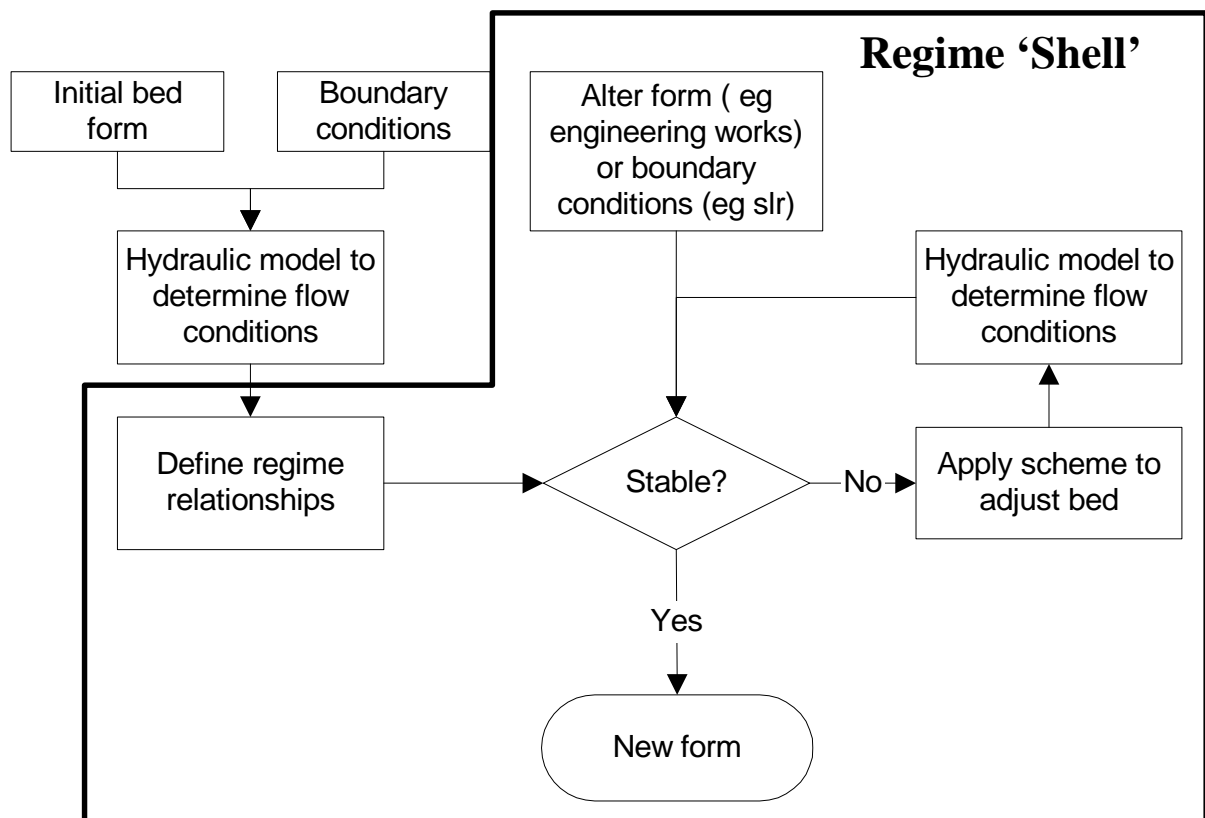 Regime ‘Shell’
Initial bed
form
Boundary
conditions
Alter form ( eg
engineering works)
or boundary
conditions (eg slr)
Hydraulic model to
determine flow
conditions
Hydraulic model to
determine flow
conditions
Define regime
relationships
Stable?
No
Apply scheme to
adjust bed
Yes
New form